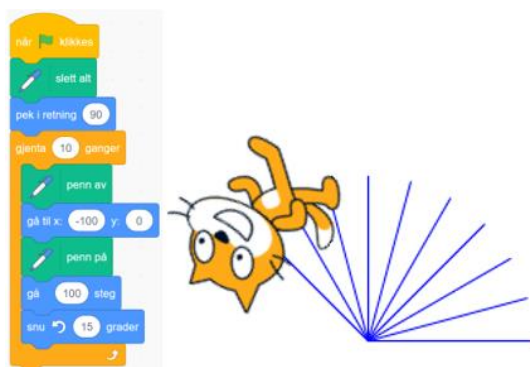 når klikkes
slett alt
pek i retning 90
gjenta 10 ganger
penn av
gå til x: -100 y: 0
penn på
gå 100 steg
snu 15 grader